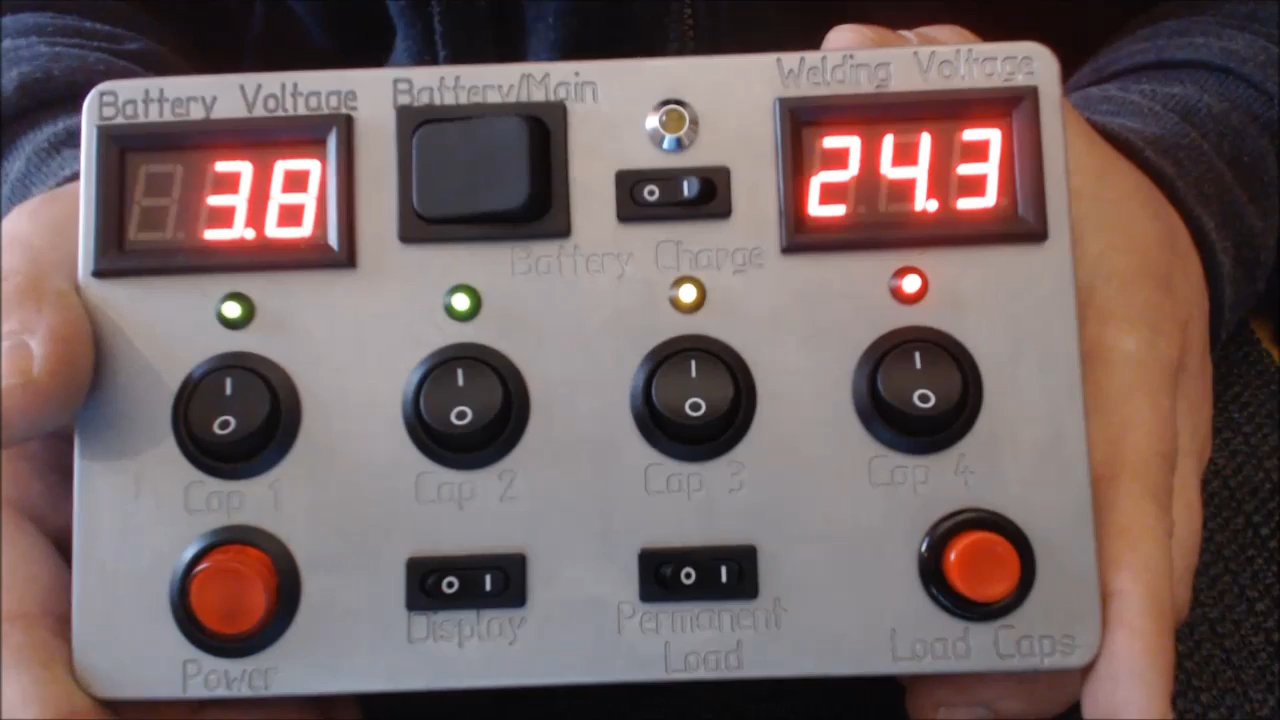 Battery Voltage
Battery/Main
Welding Voltage
3.8
24.3
O I
Battery Charge
I
O
I
O
I
O
I
O
Cap 1
Cap 2
Cap 3
Cap 4
O I
O I
Power
Display
Permanent
Load
Load Caps